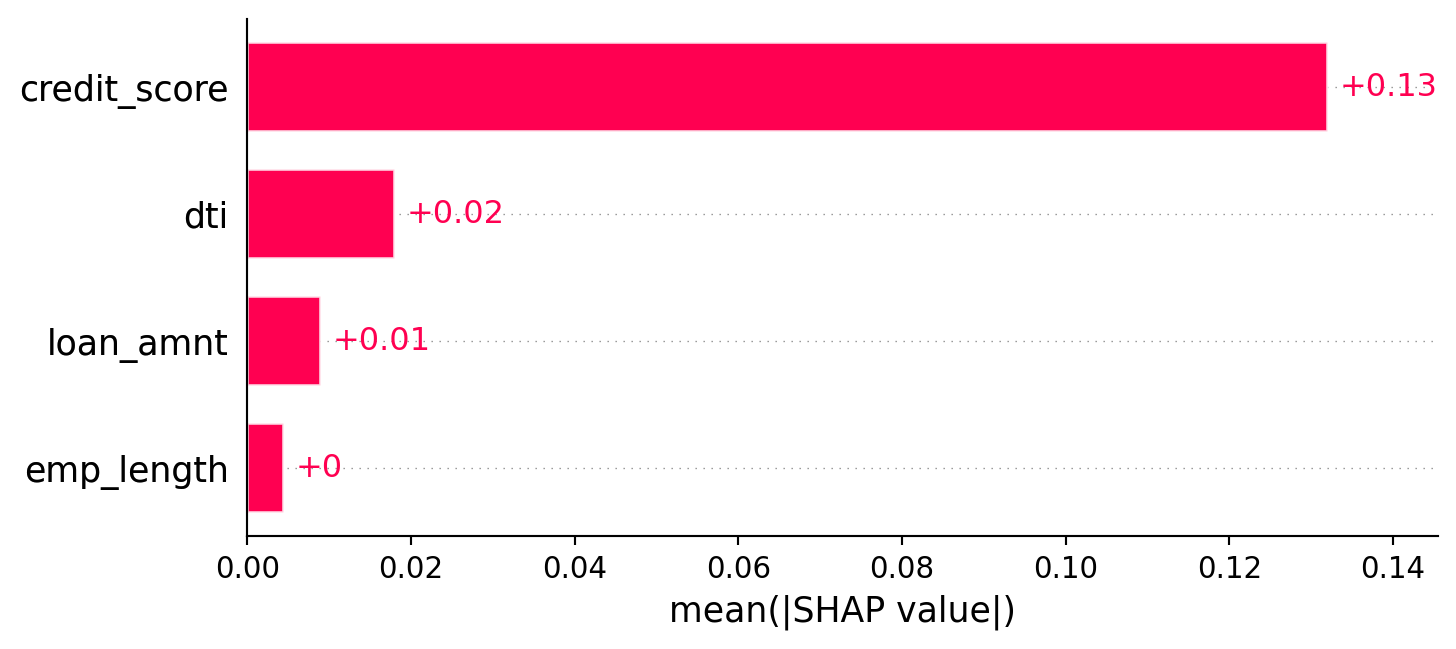 credit_score +0.13
dti +0.02
loan_amnt +0.01
emp_length +0
0.00 0.02 0.04 0.06 0.08 0.10 0.12 0.14
mean(|SHAP value|)